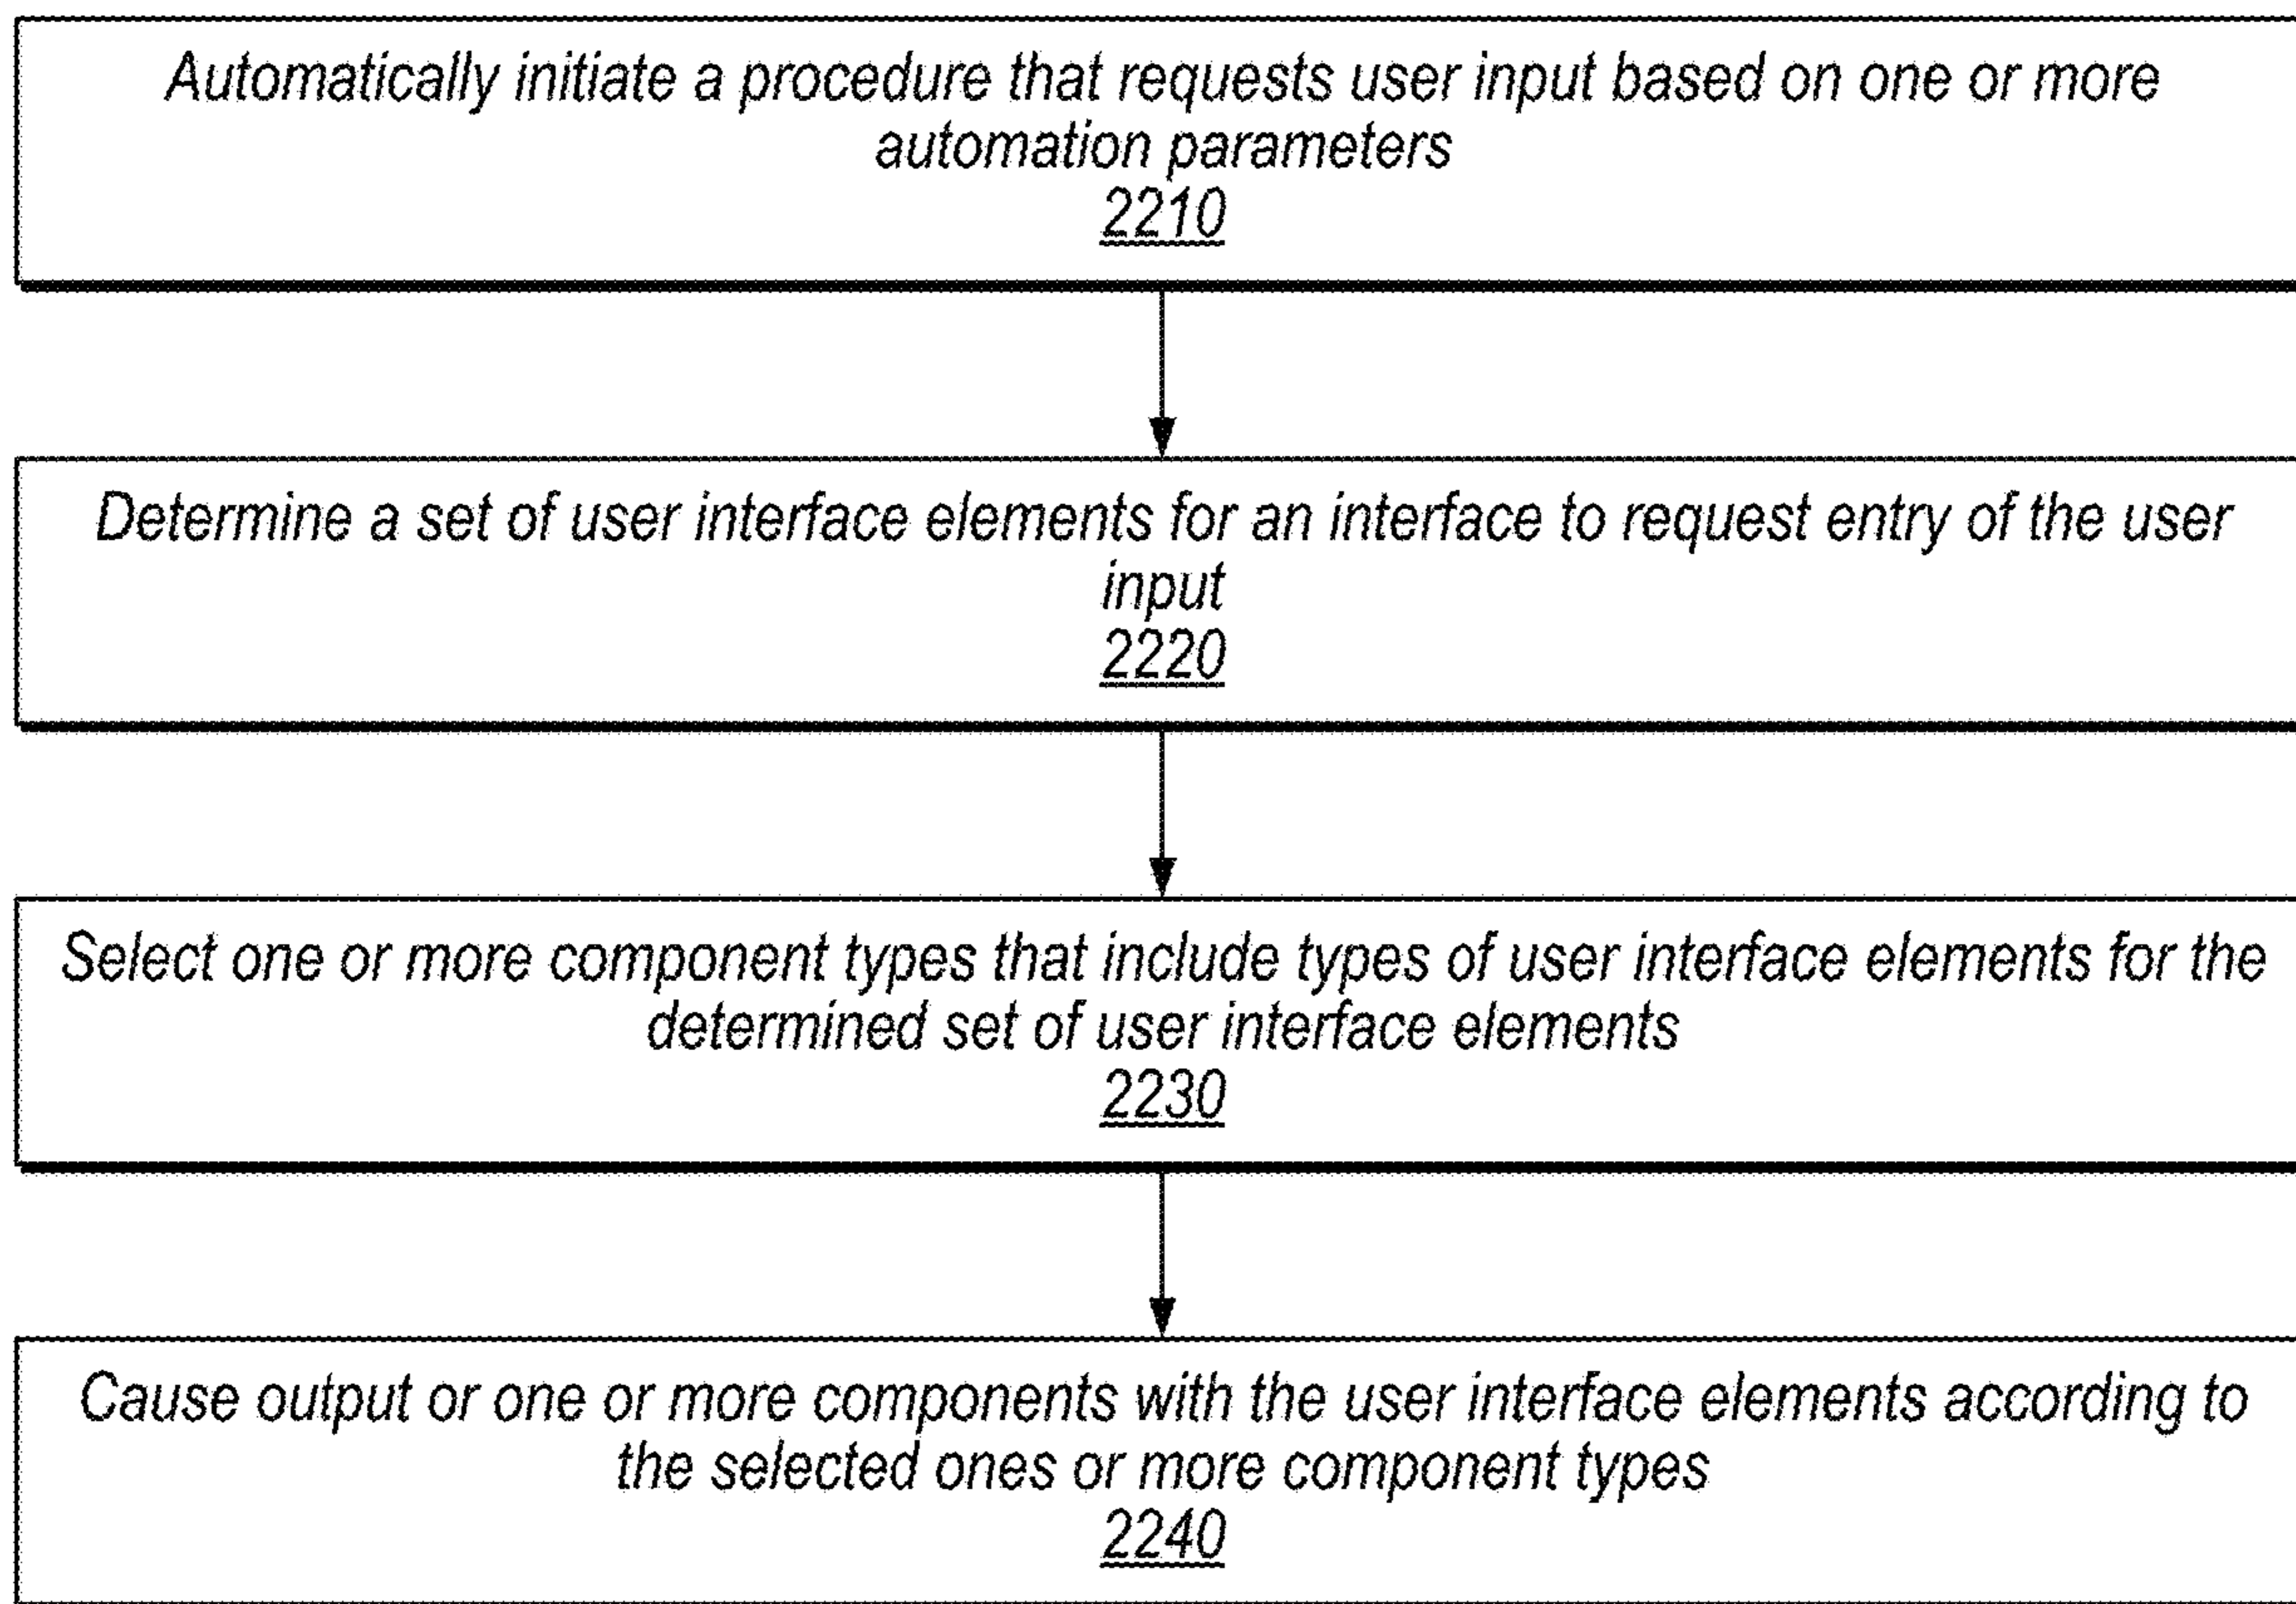 Automatically initiate a procedure that requests user input based on one or more
automation parameters
2210
Determine a set of user interface elements for an interface to request entry of the user
input
2220
Select one or more component types that include types of user interface elements for the
determined set of user interface elements
2230
Cause output or one or more components with the user interface elements according to
the selected ones or more component types
2240